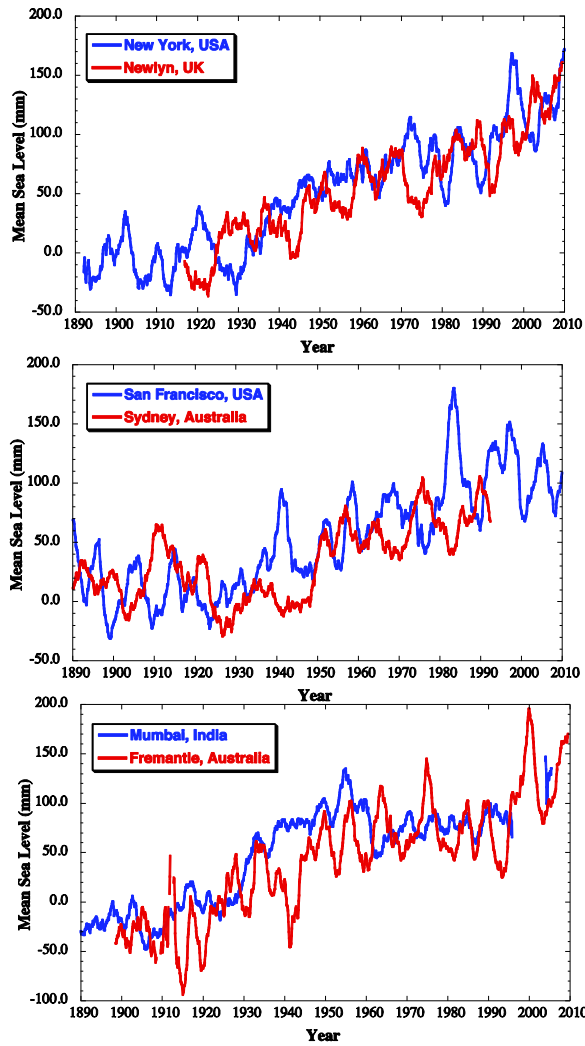 200.0
New York, USA
Newlyn, UK
150.0
100.0
50.0
0.0
-50.0
Mean Sea Level (mm)
1890 1900 1910 1920 1930 1940 1950 1960 1970 1980 1990 2000 2010
Year
200.0
San Francisco, USA
Sydney, Australia
150.0
100.0
50.0
0.0
-50.0
Mean Sea Level (mm)
1890 1900 1910 1920 1930 1940 1950 1960 1970 1980 1990 2000 2010
Year
200.0
Mumbai, India
Fremantle, Australia
150.0
100.0
50.0
0.0
-50.0
-100.0
Mean Sea Level (mm)
1890 1900 1910 1920 1930 1940 1950 1960 1970 1980 1990 2000 2010
Year